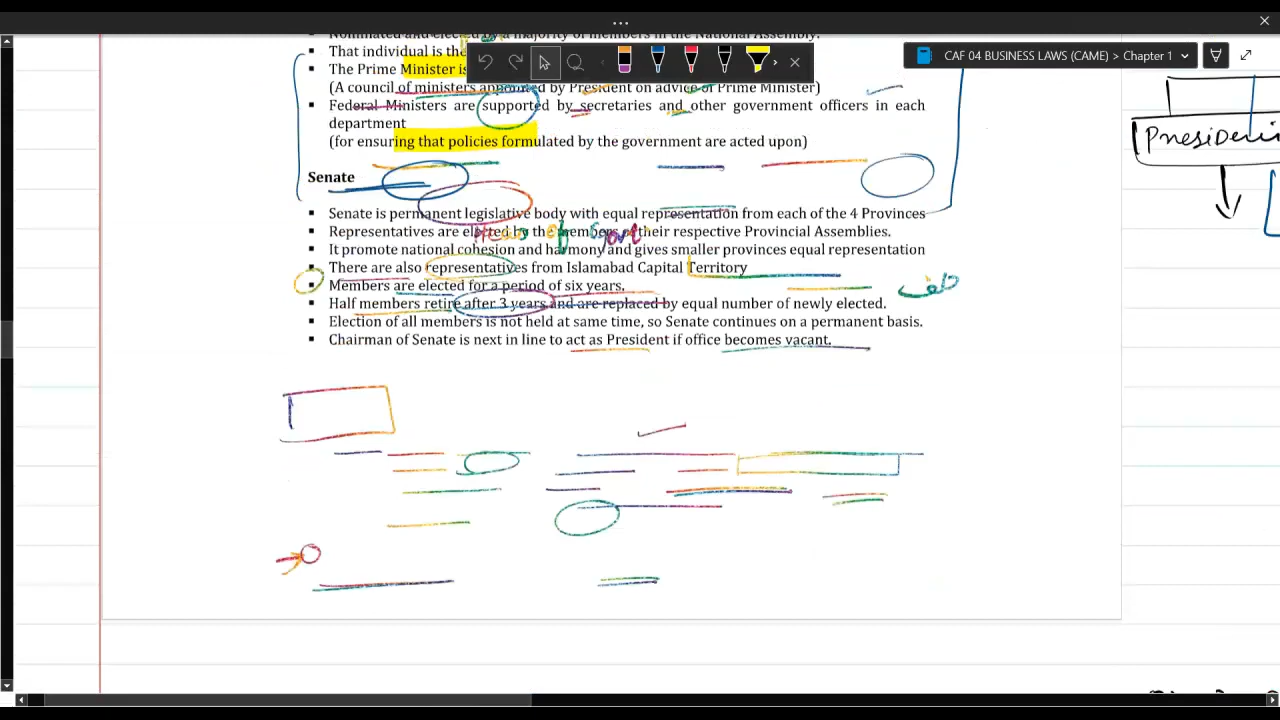 CAF 04 BUSINESS LAWS (CAME) > Chapter 1
Nominated and elected by a majority of members in the National Assembly.
That individual is the
The Prime Minister is
(A council of ministers appointed by President on advice of Prime Minister)
Federal Ministers are supported by secretaries and other government officers in each
department
(for ensuring that policies formulated by the government are acted upon)
Senate
Senate is permanent legislative body with equal representation from each of the 4 Provinces
Representatives are elected by the members of their respective Provincial Assemblies.
Head of Govt
It promote national cohesion and harmony and gives smaller provinces equal representation
There are also representatives from Islamabad Capital Territory
Members are elected for a period of six years.
Half members retire after 3 years and are replaced by equal number of newly elected.
Election of all members is not held at same time, so Senate continues on a permanent basis.
Chairman of Senate is next in line to act as President if office becomes vacant.